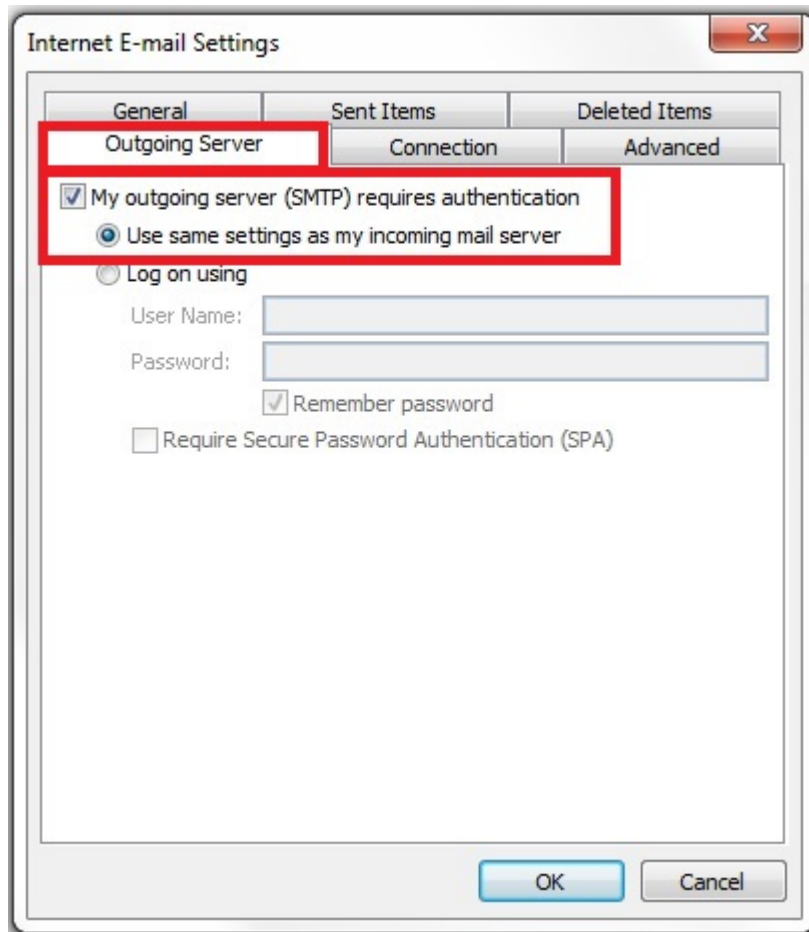 Internet E-mail Settings
General Sent Items Deleted Items
Outgoing Server Connection Advanced
My outgoing server (SMTP) requires authentication
Use same settings as my incoming mail server
Log on using
User Name:
Password:
Remember password
Require Secure Password Authentication (SPA)
OK Cancel